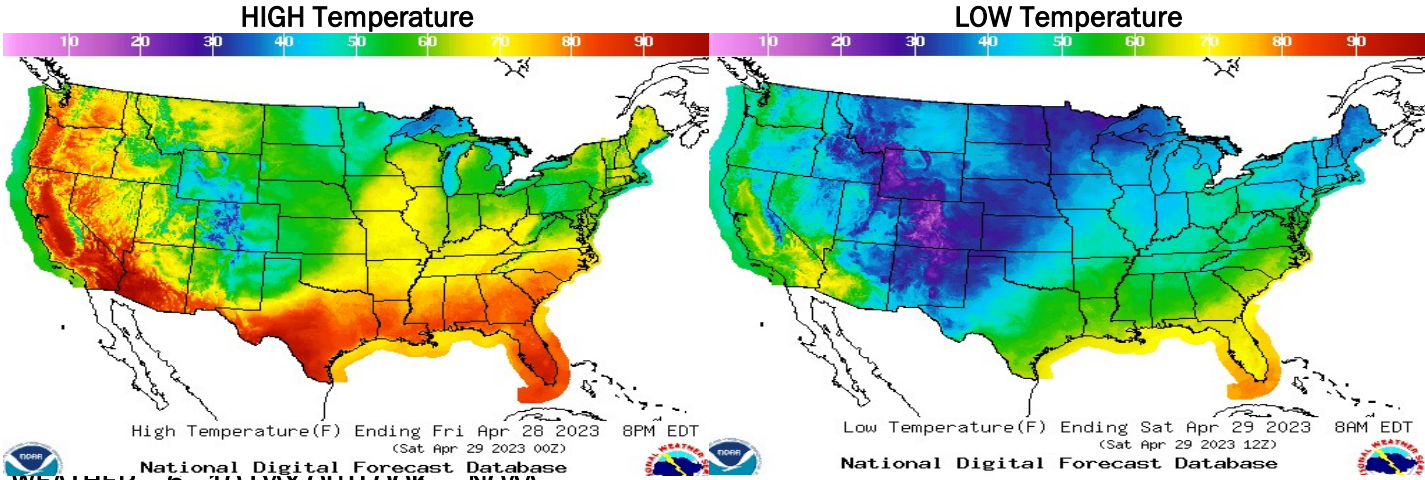 HIGH Temperature
10 20 30 40 50 60 70 80 90
High Temperature(F) Ending Fri Apr 28 2023 8PM EDT
(Sat Apr 29 2023 00Z)
National Digital Forecast Database
NOAA
LOW Temperature
10 20 30 40 50 60 70 80 90
Low Temperature(F) Ending Sat Apr 29 2023 8AM EDT
(Sat Apr 29 2023 12Z)
National Digital Forecast Database